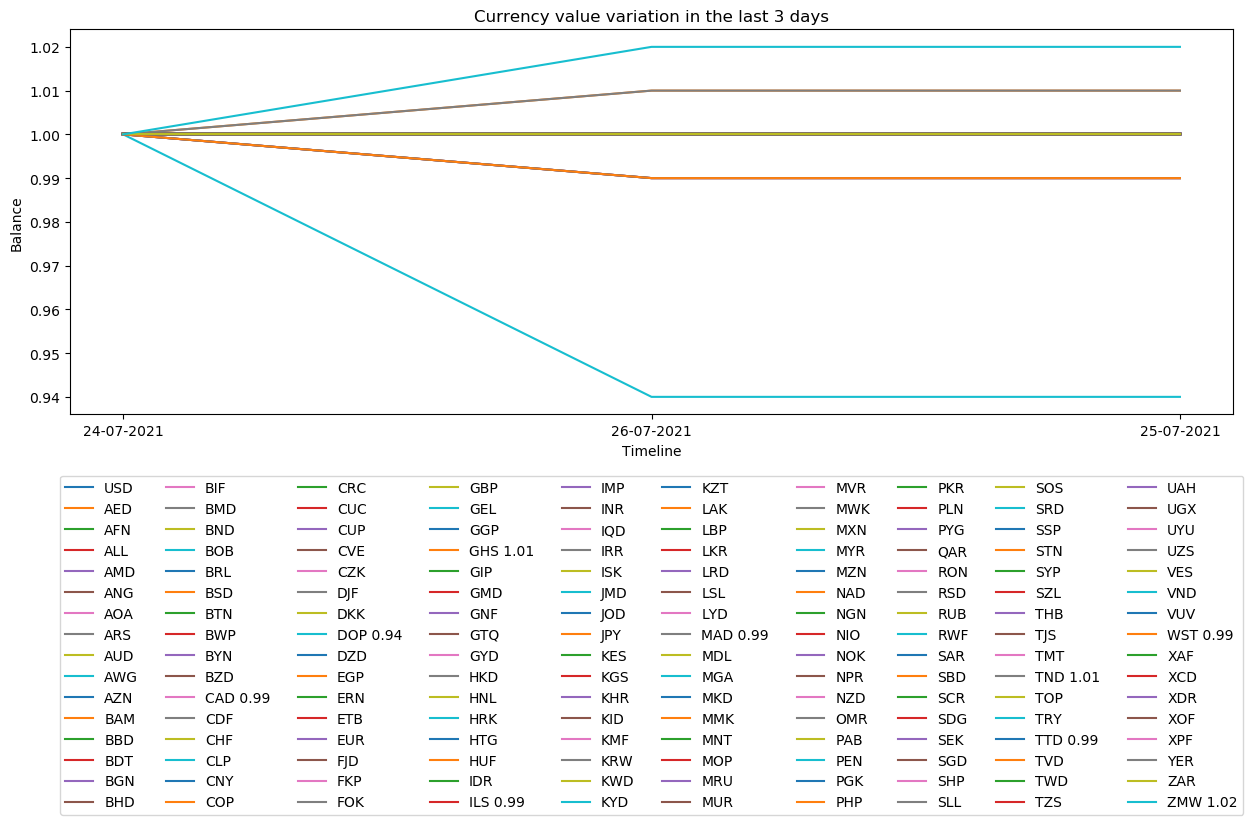 Currency value variation in the last 3 days
1.02
1.01
1.00
0.99
0.98
0.97
0.96
0.95
0.94
Balance
24-07-2021 26-07-2021 25-07-2021
Timeline
USD BIF CRC GBP IMP KZT MVR PKR SOS UAH
AED BMD CUC GEL INR LAK MWK PLN SRD UGX
AFN BND CUP GGP IQD LBP MXN PYG SSP UYU
ALL BOB CVE GHS 1.01 IRR LKR MYR QAR STN UZS
AMD BRL CZK GIP ISK LRD MZN RON SYP VES
ANG BSD DJF GMD JMD LSL NAD RSD SZL VND
AOA BTN DKK GNF JOD LYD NGN RUB THB VUV
ARS BWP DOP 0.94 GTQ JPY MAD 0.99 NIO RWF TJS WST 0.99
AUD BYN DZD GYD KES MDL NOK SAR TMT XAF
AWG BZD EGP HKD KGS MGA NPR SBD TND 1.01 XCD
AZN CAD 0.99 ERN HNL KHR MKD NZD SCR TOP XDR
BAM CDF ETB HRK KID MMK OMR SDG TRY XOF
BBD CHF EUR HTG KMF MNT PAB SEK TTD 0.99 XPF
BDT CLP FJD HUF KRW MOP PEN SGD TVD YER
BGN CNY FKP IDR KWD MRU PGK SHP TWD ZAR
BHD COP FOK ILS 0.99 KYD MUR PHP SLL TZS ZMW 1.02